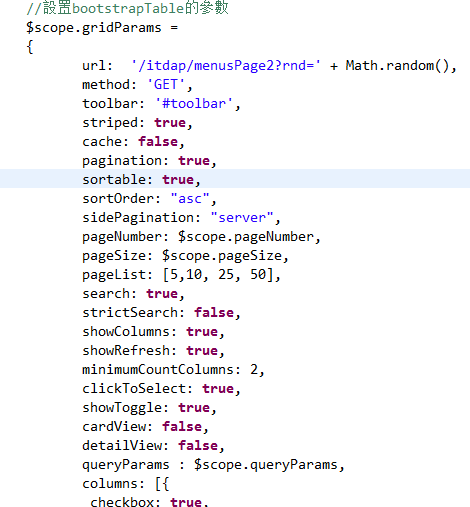 //設置bootstrapTable的參數
$scope.gridParams =
{
url:  '/itdap/menusPage2?rnd=' + Math.random(),
method: 'GET',
toolbar: '#toolbar',
striped: true,
cache: false,
pagination: true,
sortable: true,
sortOrder: "asc",
sidePagination: "server",
pageNumber: $scope.pageNumber,
pageSize: $scope.pageSize,
pageList: [5,10, 25, 50],
search: true,
strictSearch: false,
showColumns: true,
showRefresh: true,
minimumCountColumns: 2,
clickToSelect: true,
showToggle: true,
cardView: false,
detailView: false,
queryParams : $scope.queryParams,
columns: [{
checkbox: true,